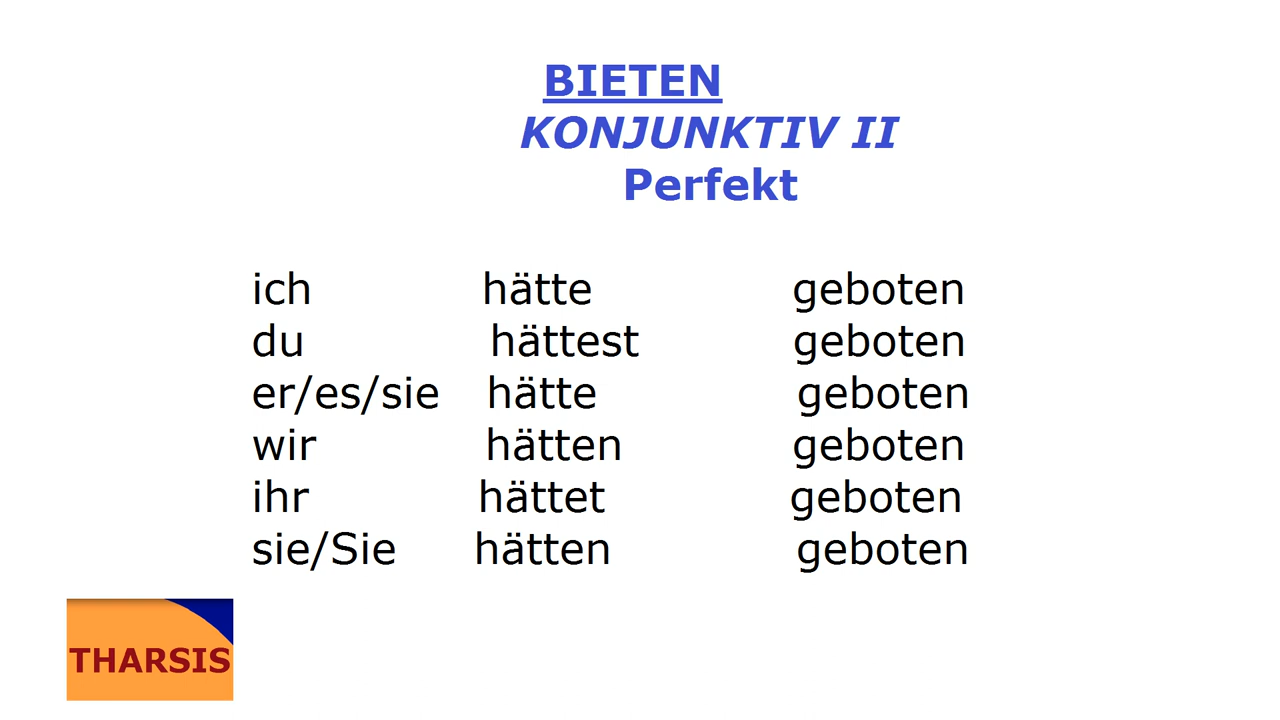 BIETEN
KONJUNKTIV II
Perfekt
ich hätte geboten
du hättest geboten
er/es/sie hätte geboten
wir hätten geboten
ihr hättet geboten
sie/Sie hätten geboten
THARSIS